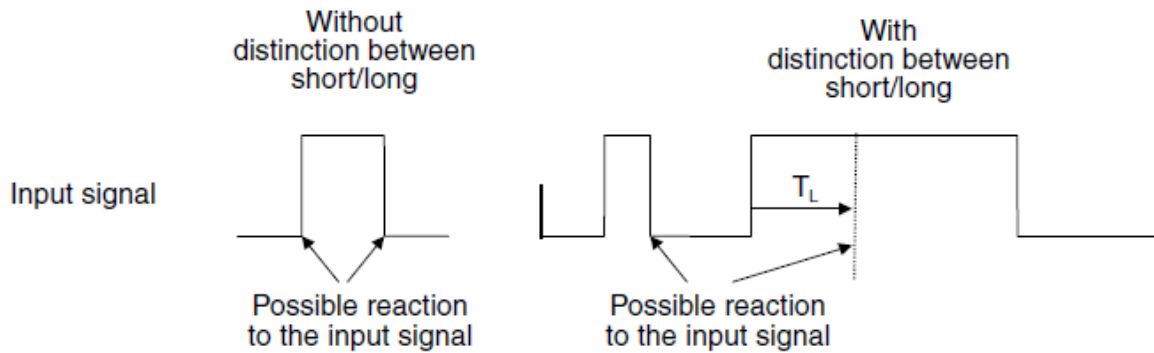 Without
distinction between
short/long
With
distinction between
short/long
Input signal
T_L
Possible reaction
to the input signal
Possible reaction
to the input signal